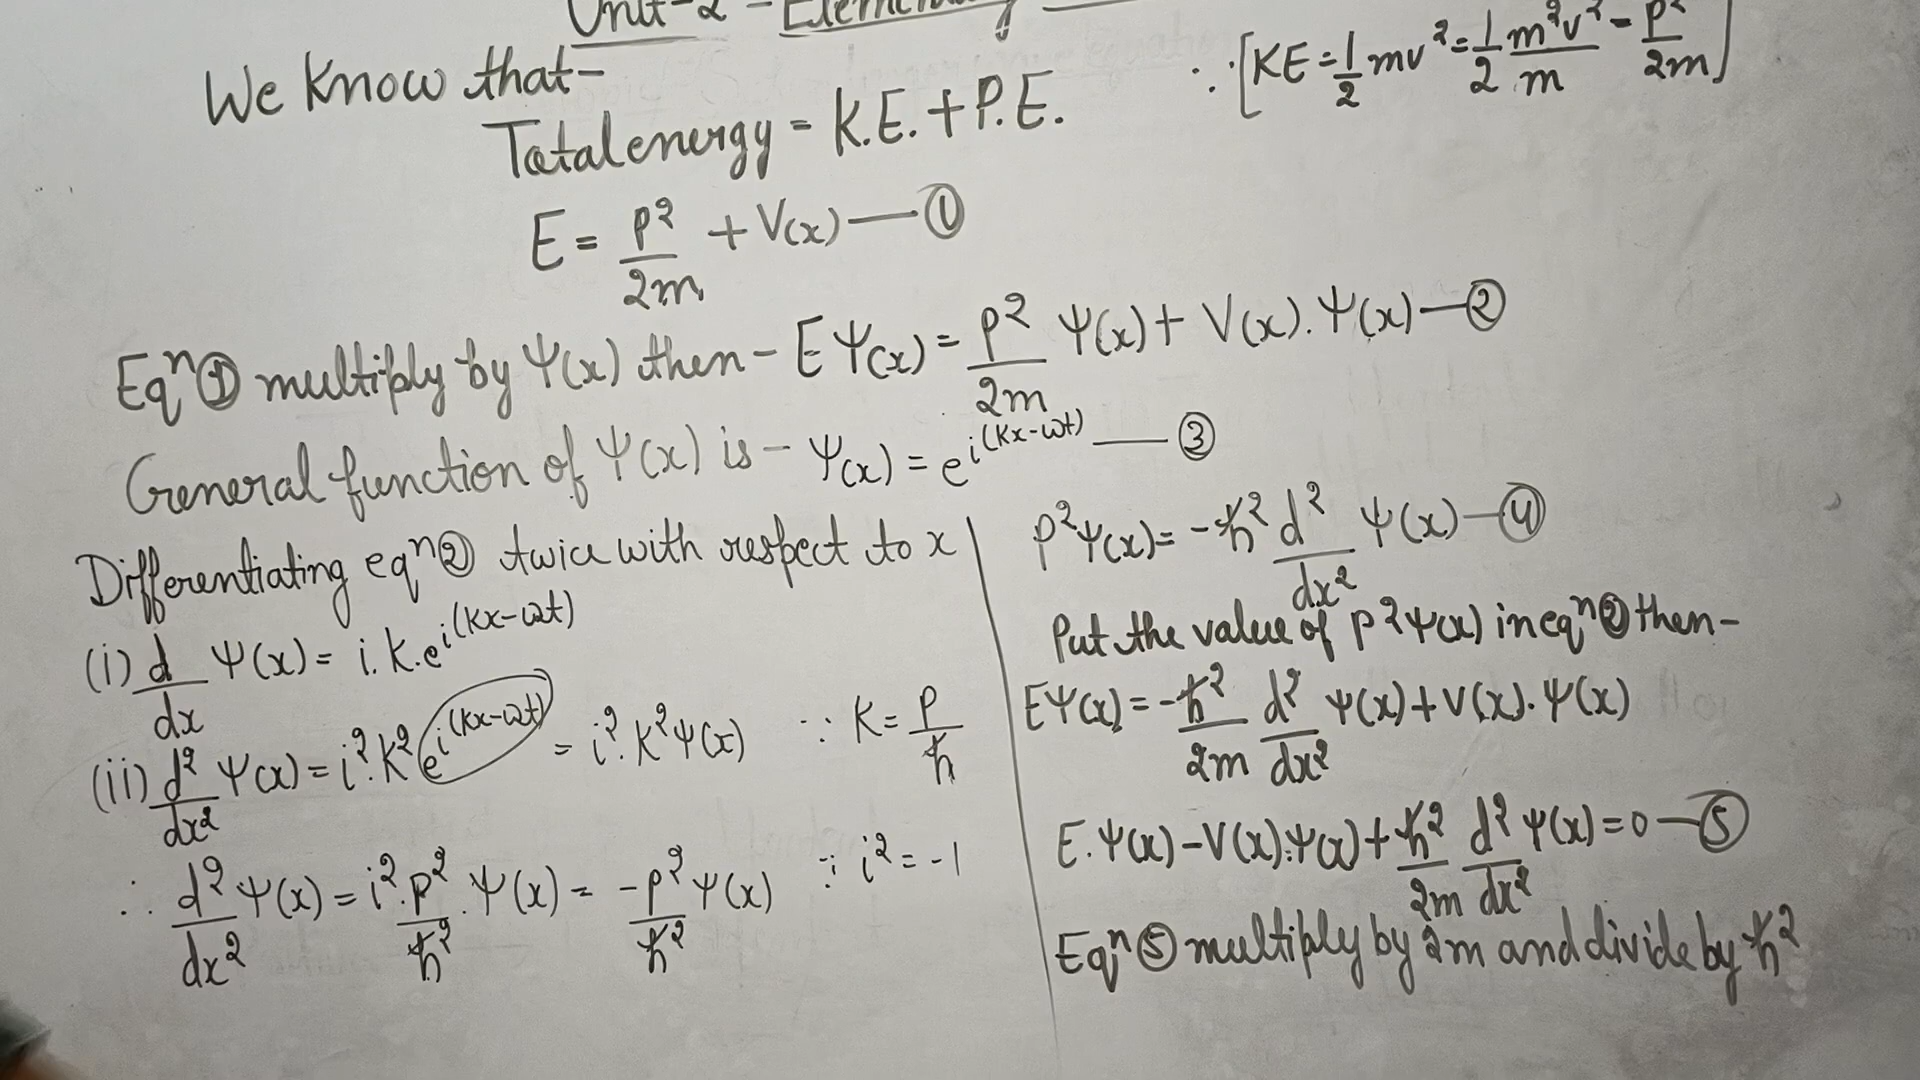 Unit-2 - Elementary
∵ [KE = 1/2 mv² = 1/2 m²v²/m = P²/2m]
We Know that-
Tatal energy = K.E. + P.E.
E = P²/2m + V(x) — ①
Eqⁿ ① multiply by Ψ(x) then - E Ψ(x) = P²/2m Ψ(x) + V(x). Ψ(x) — ②
General function of Ψ(x) is - Ψ(x) = e^i(Kx-ωt) — ③
Differentiating eqⁿ ② twice with respect to x
(i) d/dx Ψ(x) = i.K.e^i(Kx-ωt)
(ii) d²/dx² Ψ(x) = i².K² e^i(Kx-ωt) = i².K²Ψ(x) ∵ K = P/ħ
∴ d²/dx² Ψ(x) = i².P²/ħ².Ψ(x) = -P²/ħ² Ψ(x) ∵ i² = -1
P²Ψ(x) = -ħ² d²/dx² Ψ(x) — ④
Put the value of P²Ψ(x) in eqⁿ ② then-
EΨ(x) = -ħ²/2m d²/dx² Ψ(x) + V(x). Ψ(x)
E.Ψ(x) - V(x).Ψ(x) + ħ²/2m d²/dx² Ψ(x) = 0 — ⑤
Eqⁿ ⑤ multiply by 2m and divide by ħ²